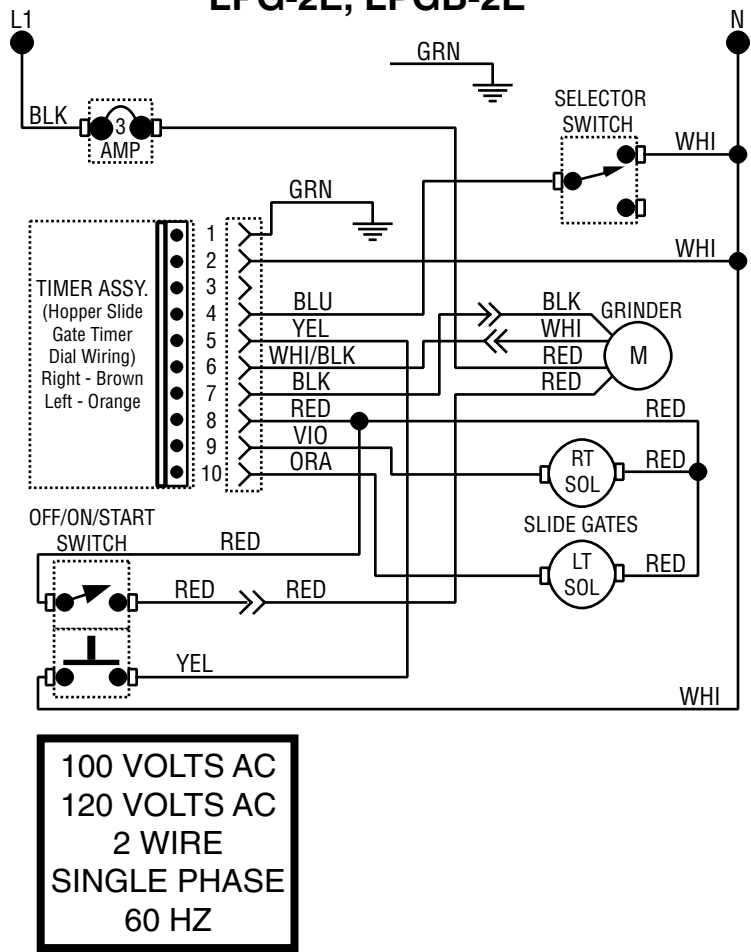 L1
N
GRN
BLK
3
AMP
SELECTOR
SWITCH
WHI
GRN
WHI
TIMER ASSY.
(Hopper Slide
Gate Timer
Dial Wiring)
Right - Brown
Left - Orange
1
2
3
4
5
6
7
8
9
10
BLU
YEL
WHI/BLK
BLK
RED
VIO
ORA
BLK
WHI
RED
RED
GRINDER
M
RED
RT
SOL
RED
SLIDE GATES
LT
SOL
RED
OFF/ON/START
SWITCH
RED
RED
RED
YEL
WHI
100 VOLTS AC
120 VOLTS AC
2 WIRE
SINGLE PHASE
60 HZ